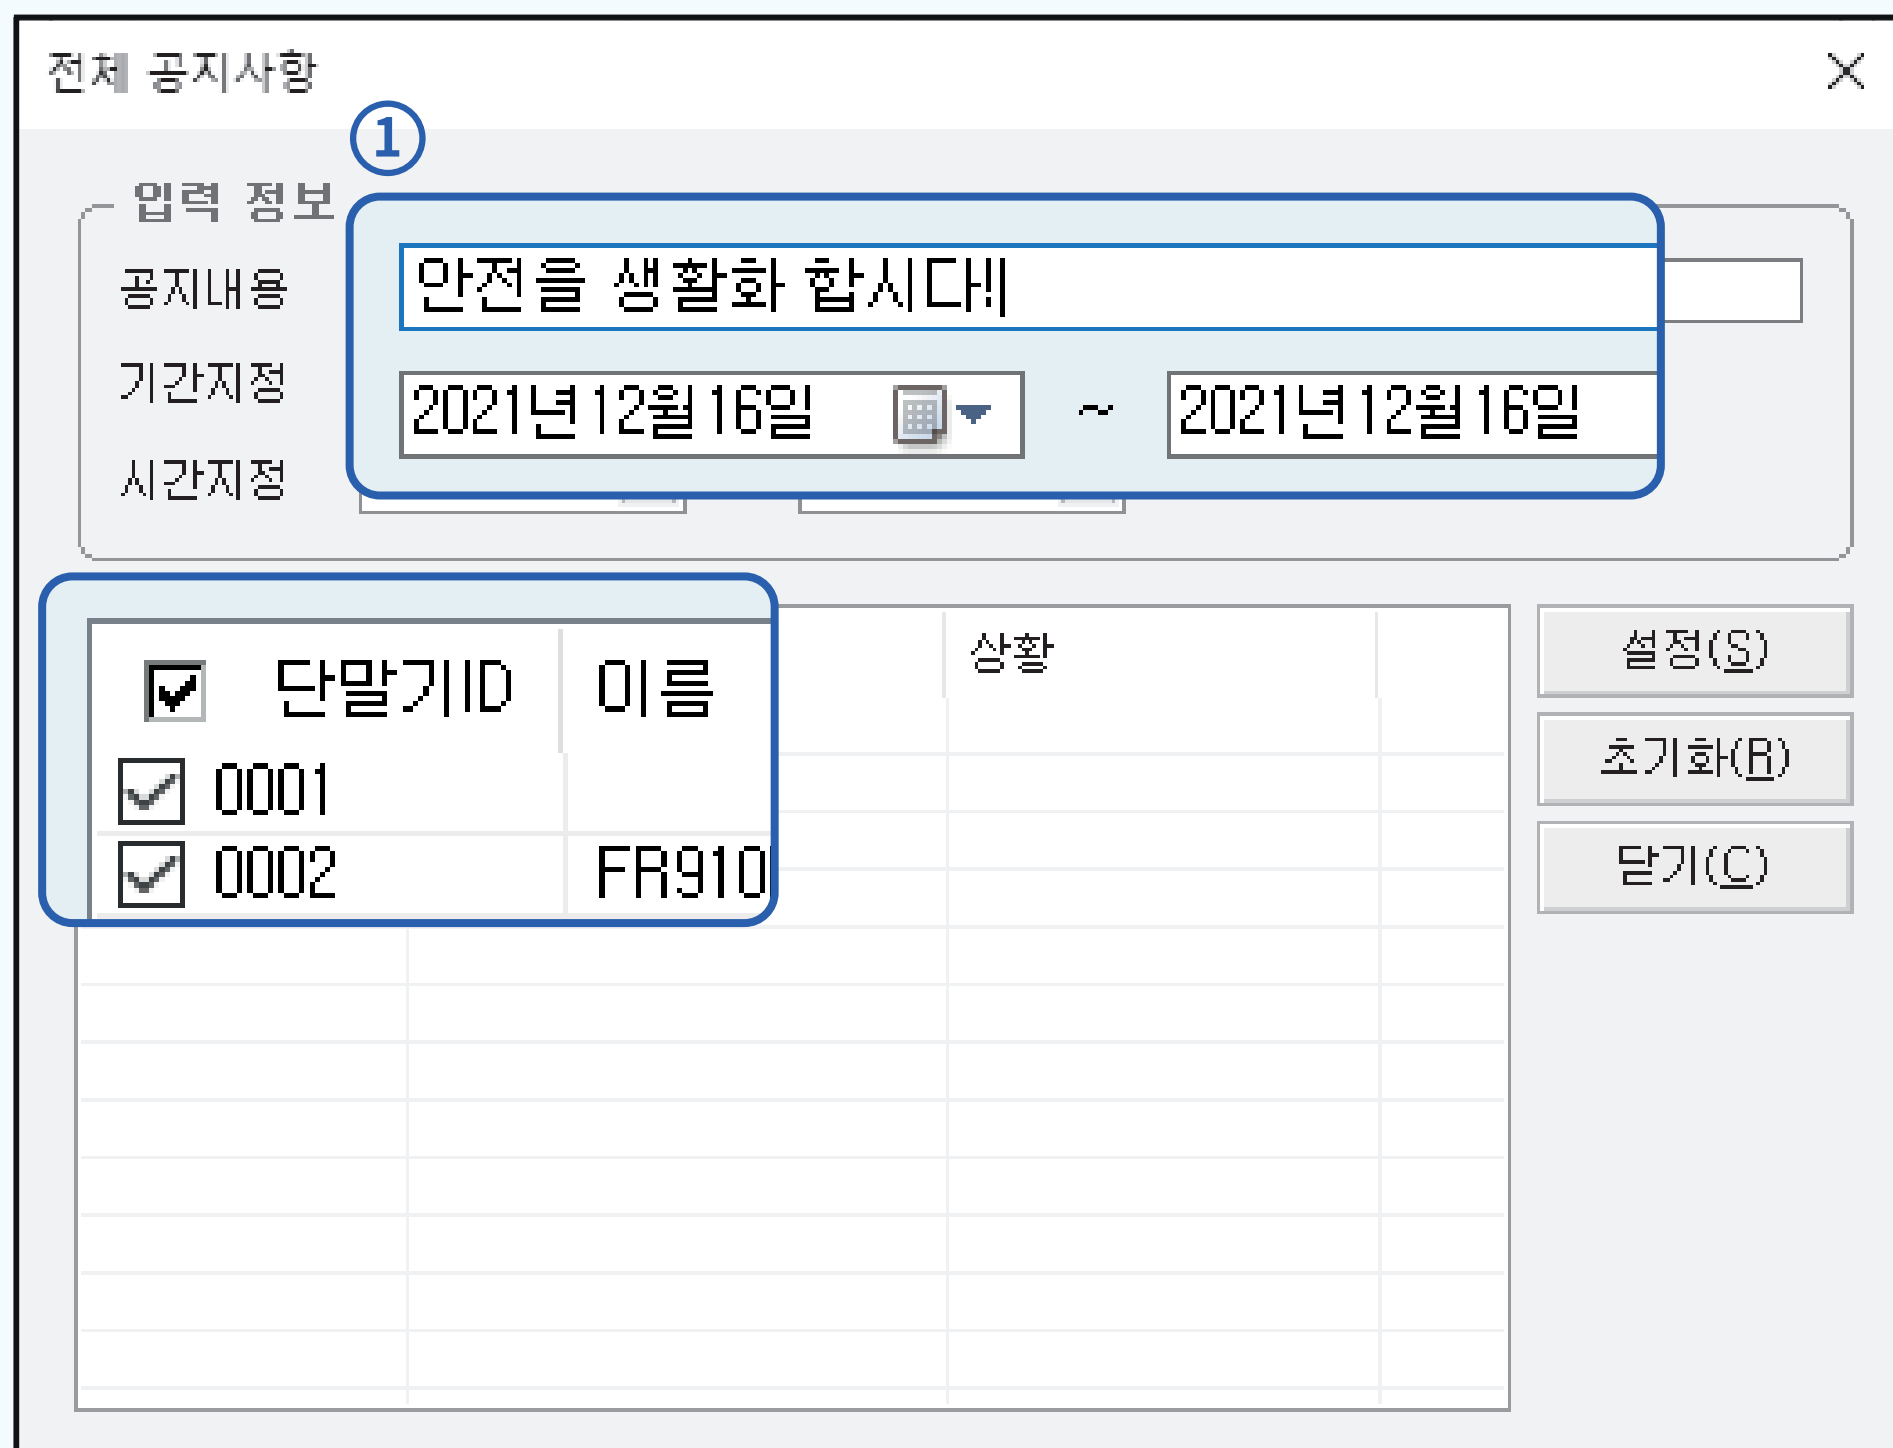 전체 공지사항
①
입력 정보
공지내용 안전을 생활화 합시다!
기간지정 2021년12월16일 ~ 2021년12월16일
시간지정
단말기ID 이름 상황
0001
0002 FR910
설정(S)
초기화(R)
닫기(C)